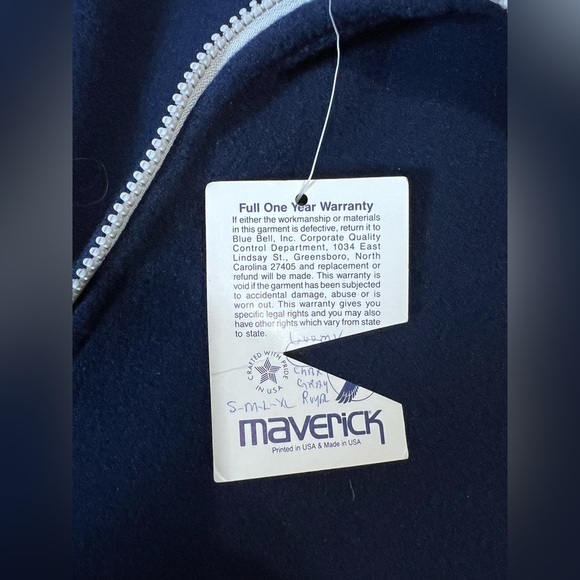 Full One Year Warranty
If either the workmanship or materials
in this garment is defective, return it to
Blue Bell, Inc. Corporate Quality
Control Department, 1034 East
Lindsay St., Greensboro, North
Carolina 27405 and replacement or
refund will be made. This warranty is
void if the garment has been subjected
to accidental damage, abuse or is
worn out. This warranty gives you
specific legal rights and you may also
have other rights which vary from state
to state.
CRAFTED WITH PRIDE
IN USA
GRAY
S-M-L-XL ROYAL
maverick
Printed in USA & Made in USA